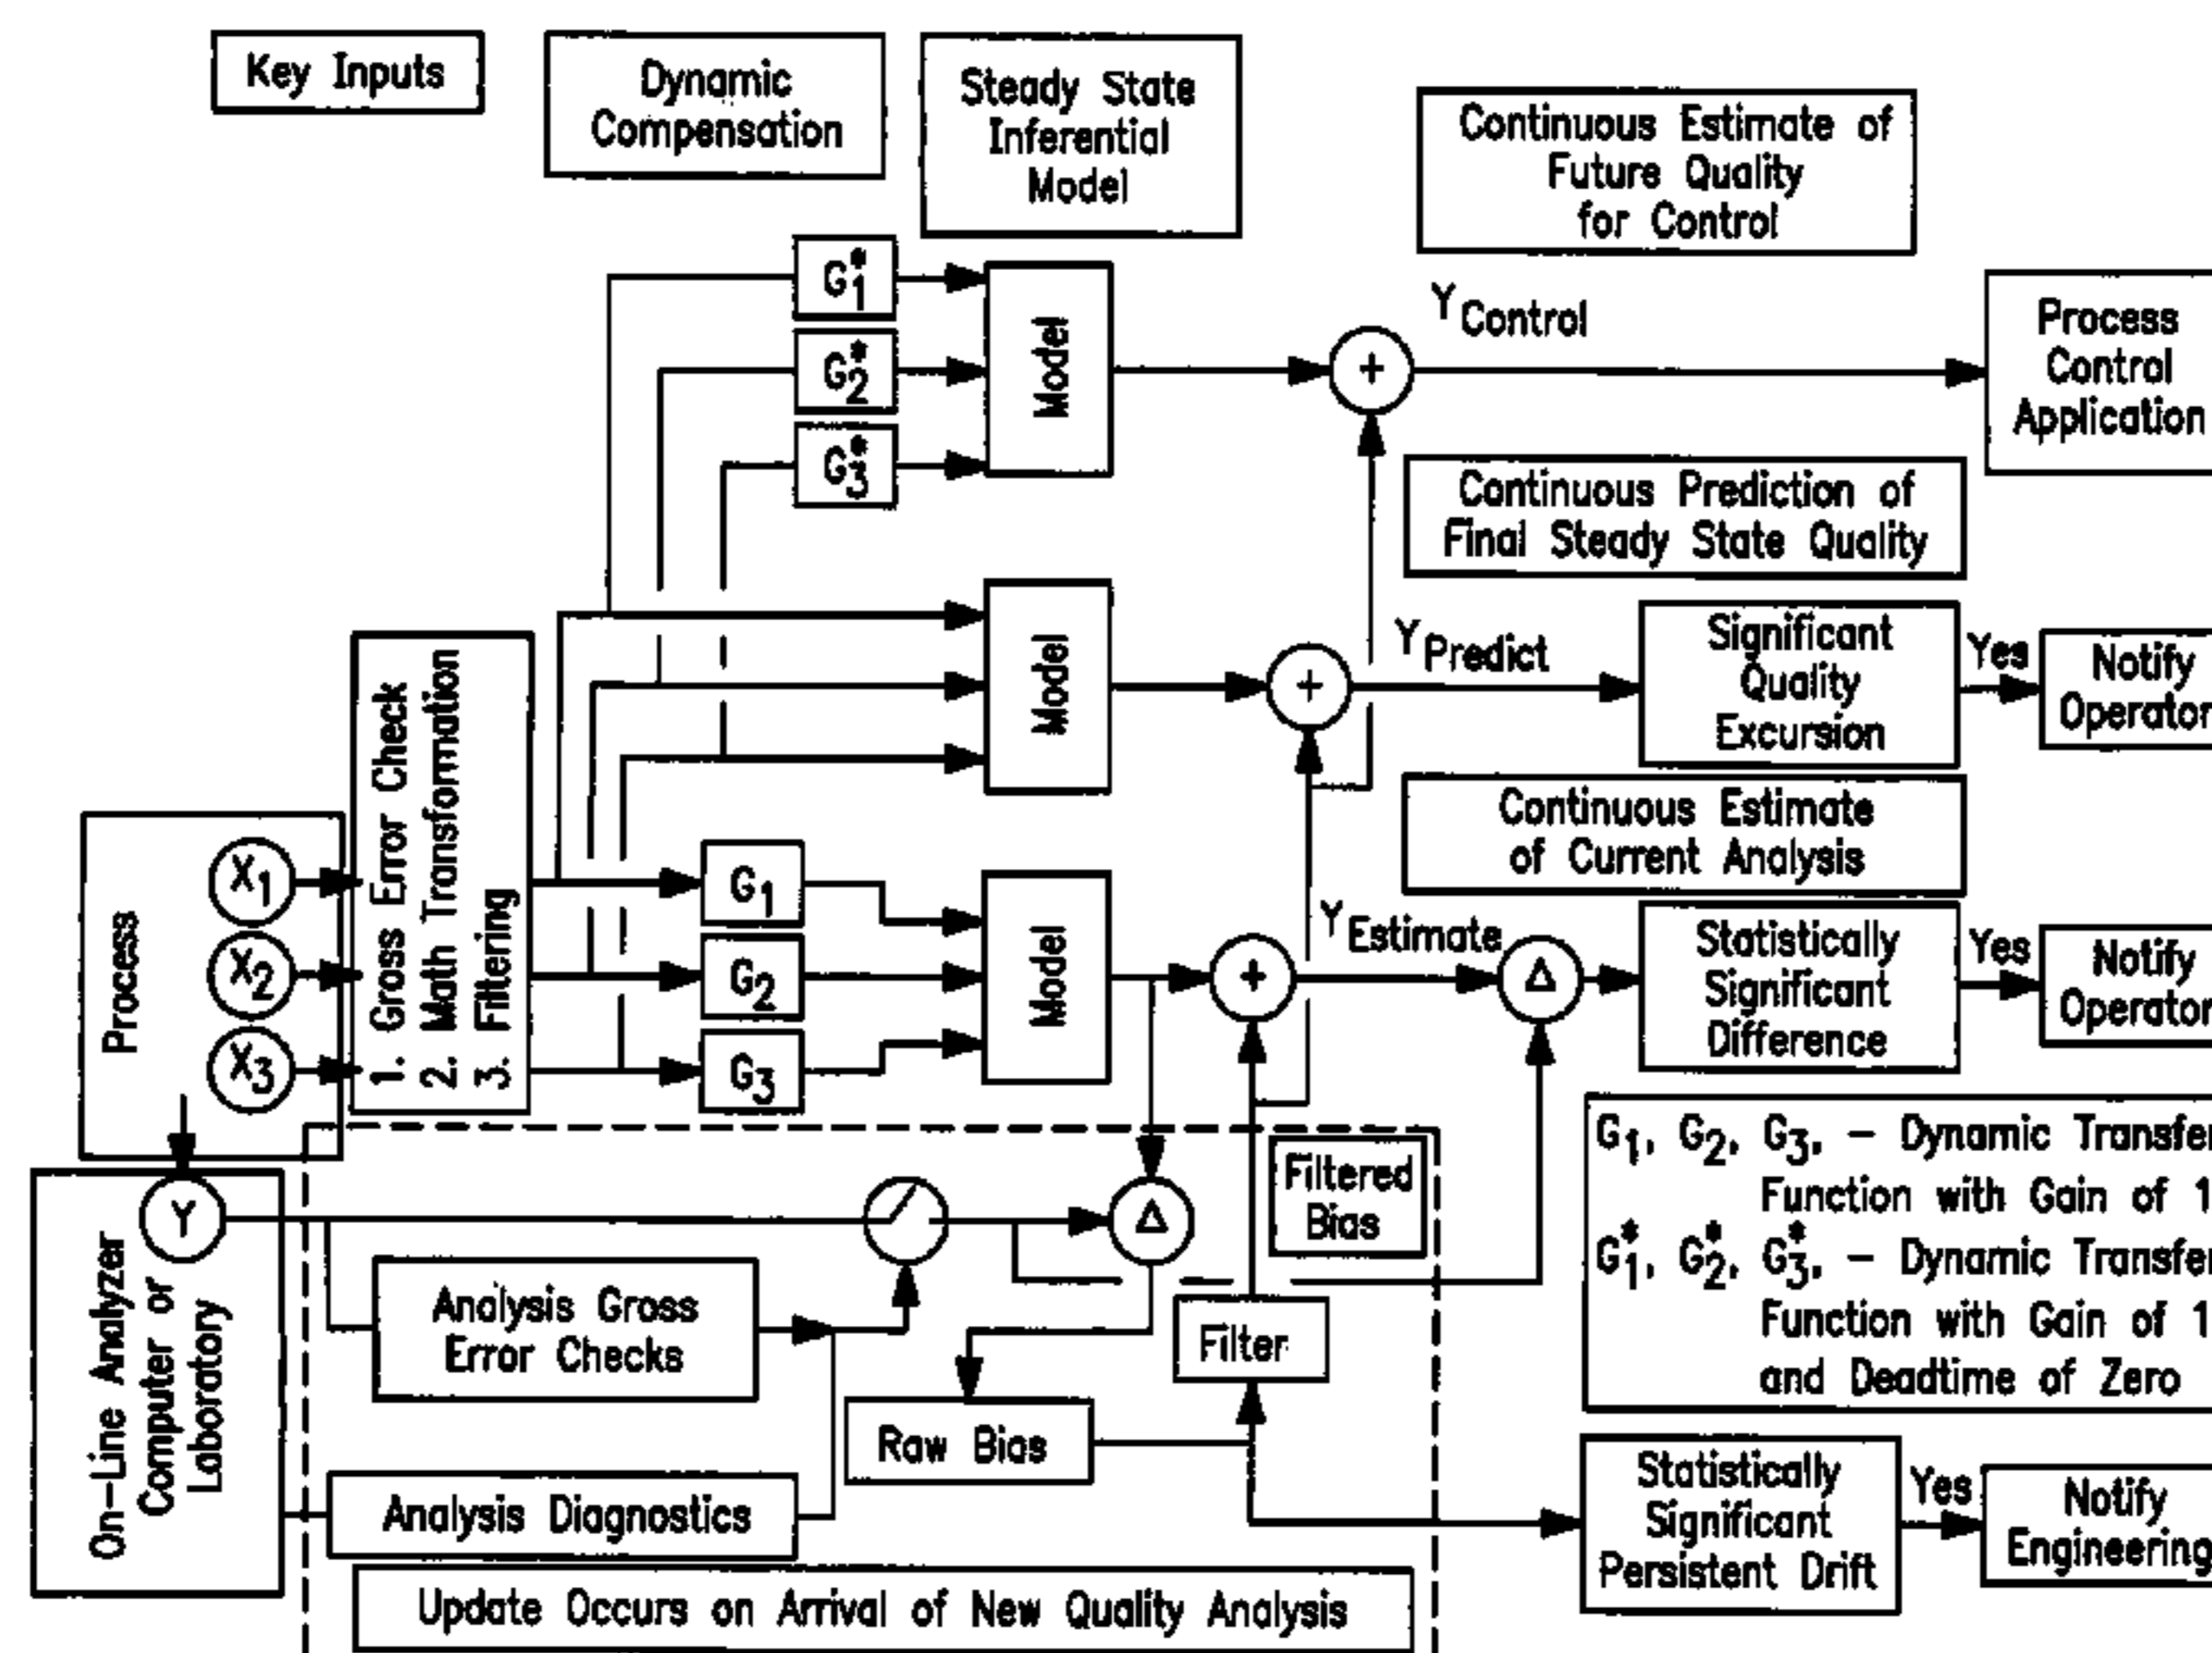 Key Inputs
Dynamic
Compensation
Steady State
Inferential
Model
Continuous Estimate of
Future Quality
for Control
G1*
G2*
G3*
Model
+
YControl
Process
Control
Application
Continuous Prediction of
Final Steady State Quality
Model
+
YPredict
Significant
Quality
Excursion
Yes
Notify
Operator
Continuous Estimate
of Current Analysis
Process
X1
X2
X3
1. Gross Error Check
2. Math Transformation
3. Filtering
G1
G2
G3
Model
+
YEstimate
Δ
Statistically
Significant
Difference
Yes
Notify
Operator
G1, G2, G3, – Dynamic Transfer
Function with Gain of 1
G1*, G2*, G3*, – Dynamic Transfer
Function with Gain of 1
and Deadtime of Zero
Y
On-Line Analyzer
Computer or
Laboratory
Δ
Filtered
Bias
Analysis Gross
Error Checks
Filter
Raw Bias
Analysis Diagnostics
Statistically
Significant
Persistent Drift
Yes
Notify
Engineering
Update Occurs on Arrival of New Quality Analysis